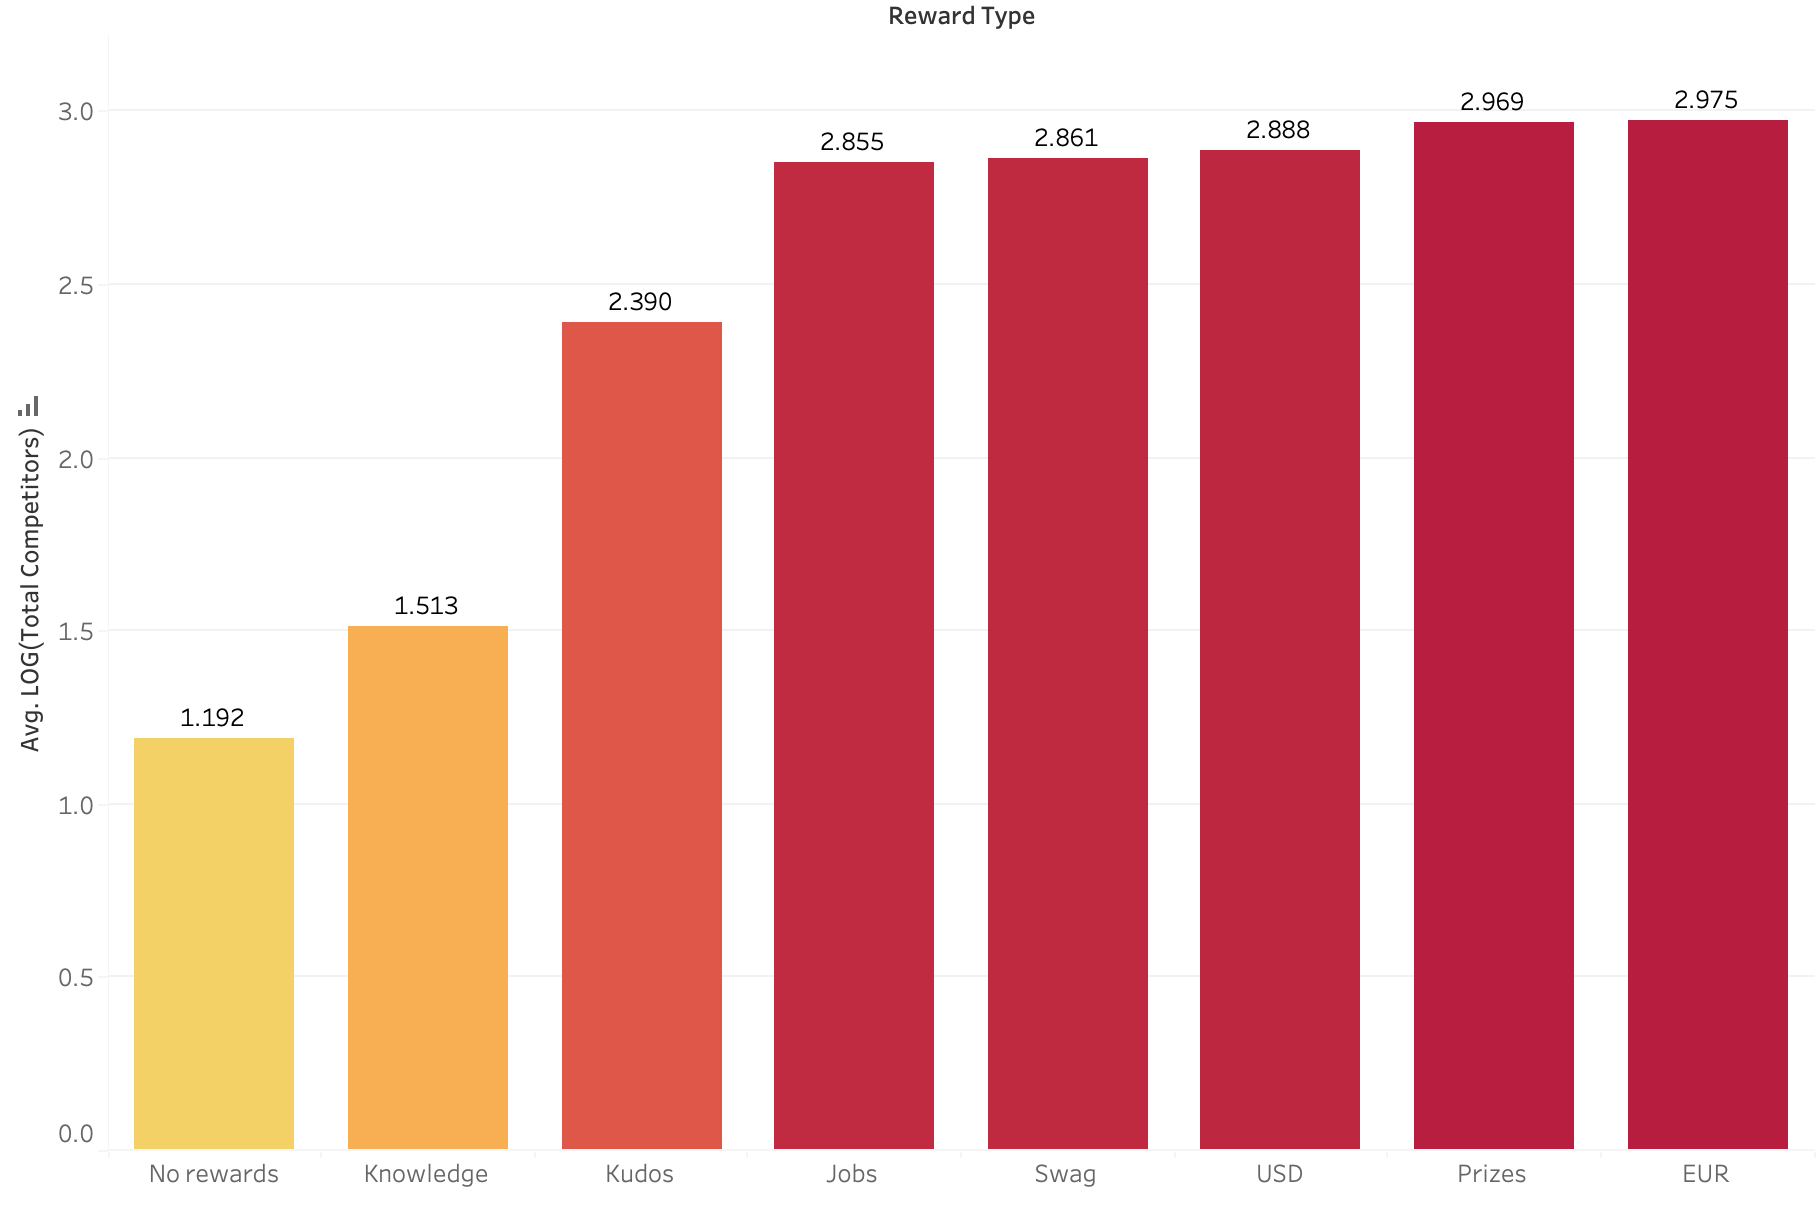 Reward Type
Avg. LOG(Total Competitors)
3.0
2.5
2.0
1.5
1.0
0.5
0.0
1.192
1.513
2.390
2.855
2.861
2.888
2.969
2.975
No rewards
Knowledge
Kudos
Jobs
Swag
USD
Prizes
EUR